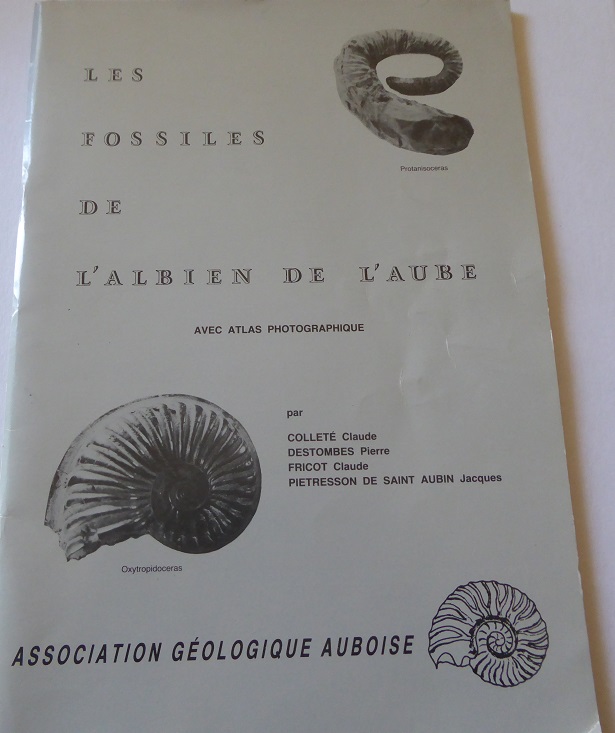 LES
Protanisoceras
FOSSILES
DE
L'ALBIEN DE L'AUBE
AVEC ATLAS PHOTOGRAPHIQUE
par
COLLETÉ Claude
DESTOMBES Pierre
FRICOT Claude
PIETRESSON DE SAINT AUBIN Jacques
Oxytropidoceras
ASSOCIATION GÉOLOGIQUE AUBOISE